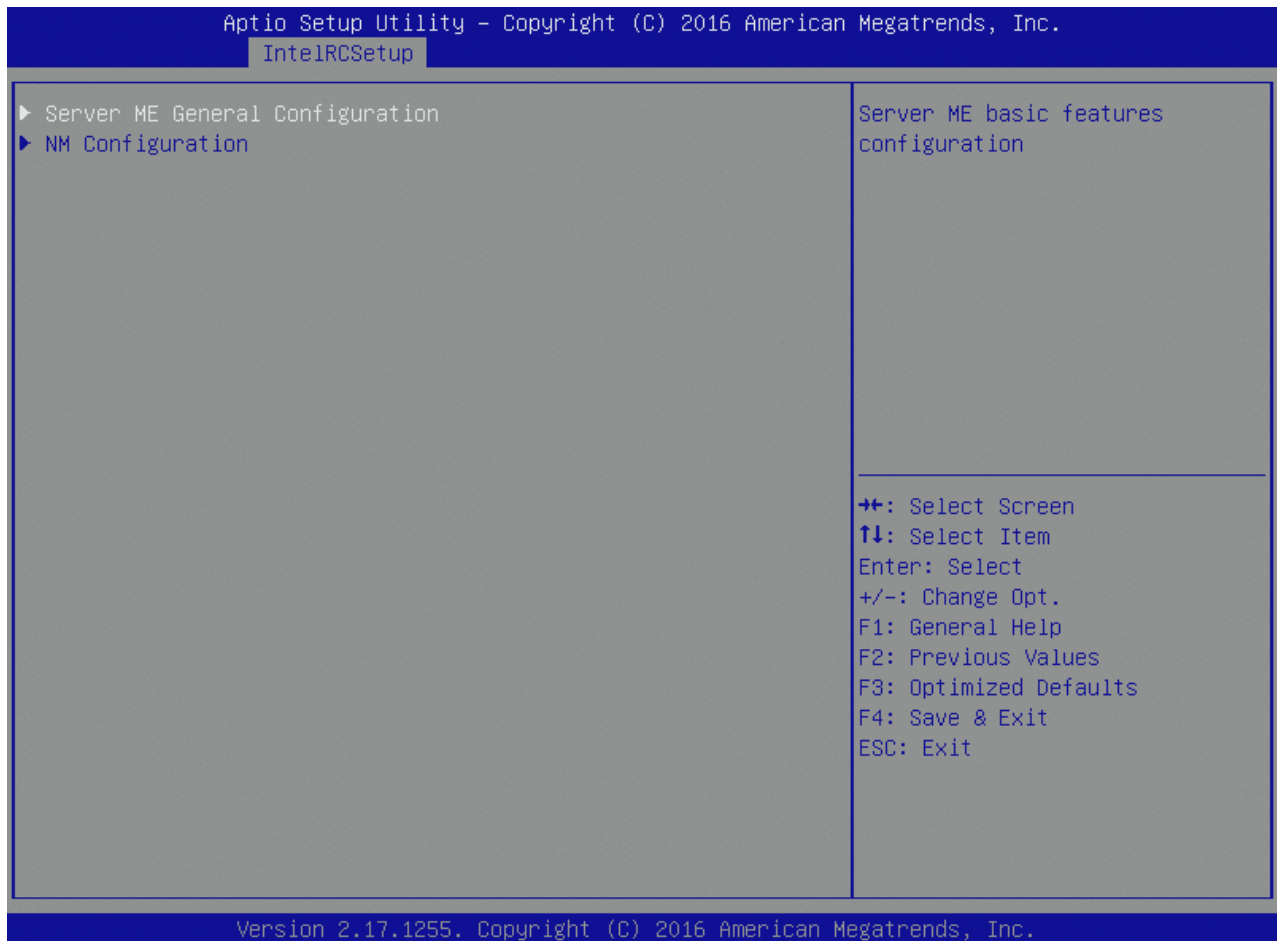 Aptio Setup Utility – Copyright (C) 2016 American Megatrends, Inc.
IntelRCSetup
▶ Server ME General Configuration
▶ NM Configuration
Server ME basic features
configuration
→←: Select Screen
↑↓: Select Item
Enter: Select
+/-: Change Opt.
F1: General Help
F2: Previous Values
F3: Optimized Defaults
F4: Save & Exit
ESC: Exit
Version 2.17.1255. Copyright (C) 2016 American Megatrends, Inc.